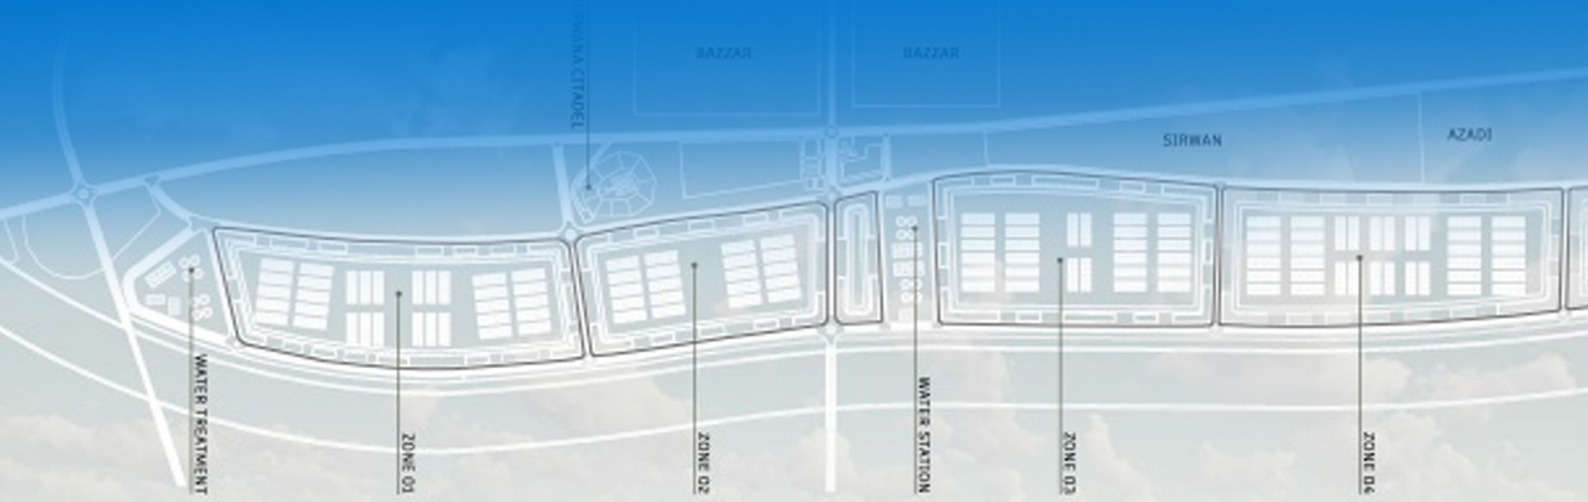 BAZZAR
BAZZAR
SIRWAN
AZADI
CITADEL
WATER TREATMENT
ZONE 01
ZONE 02
WATER STATION
ZONE 03
ZONE 04